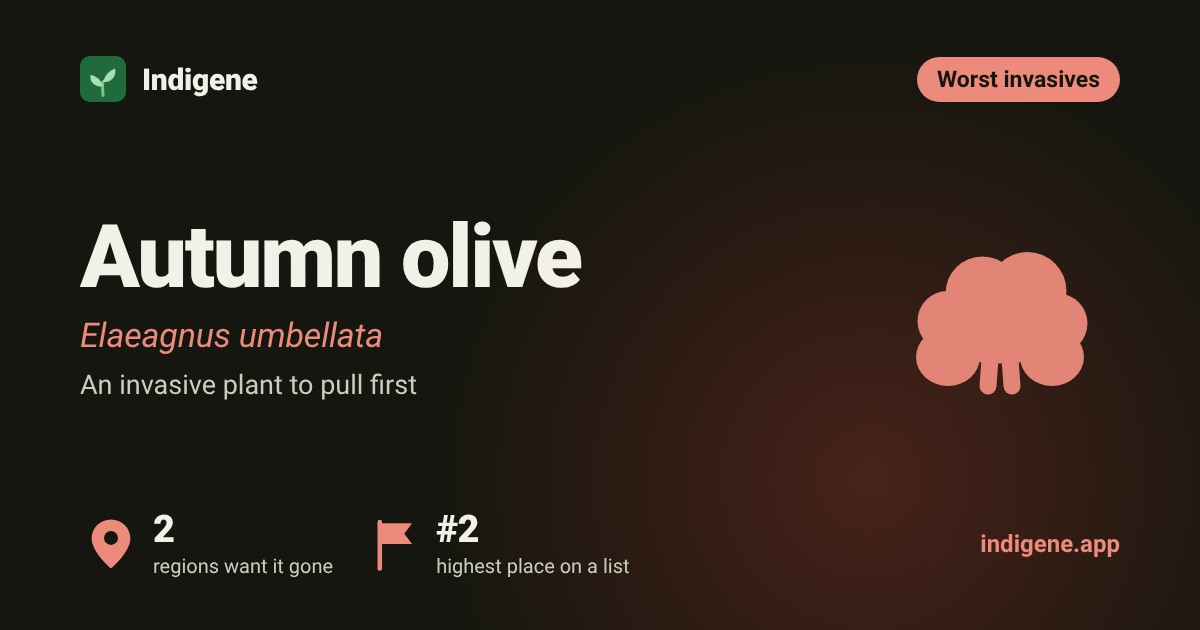 Indigene
Worst invasives
Autumn olive
Elaeagnus umbellata
An invasive plant to pull first
2
regions want it gone
#2
highest place on a list
indigene.app